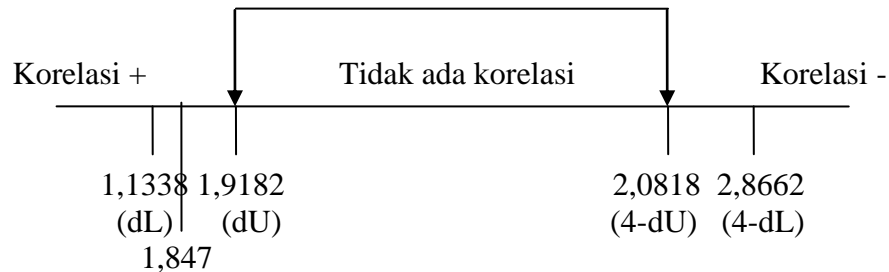 Korelasi + Tidak ada korelasi Korelasi -
1,1338 1,9182 2,0818 2,8662
(dL) (dU) (4-dU) (4-dL)
1,847